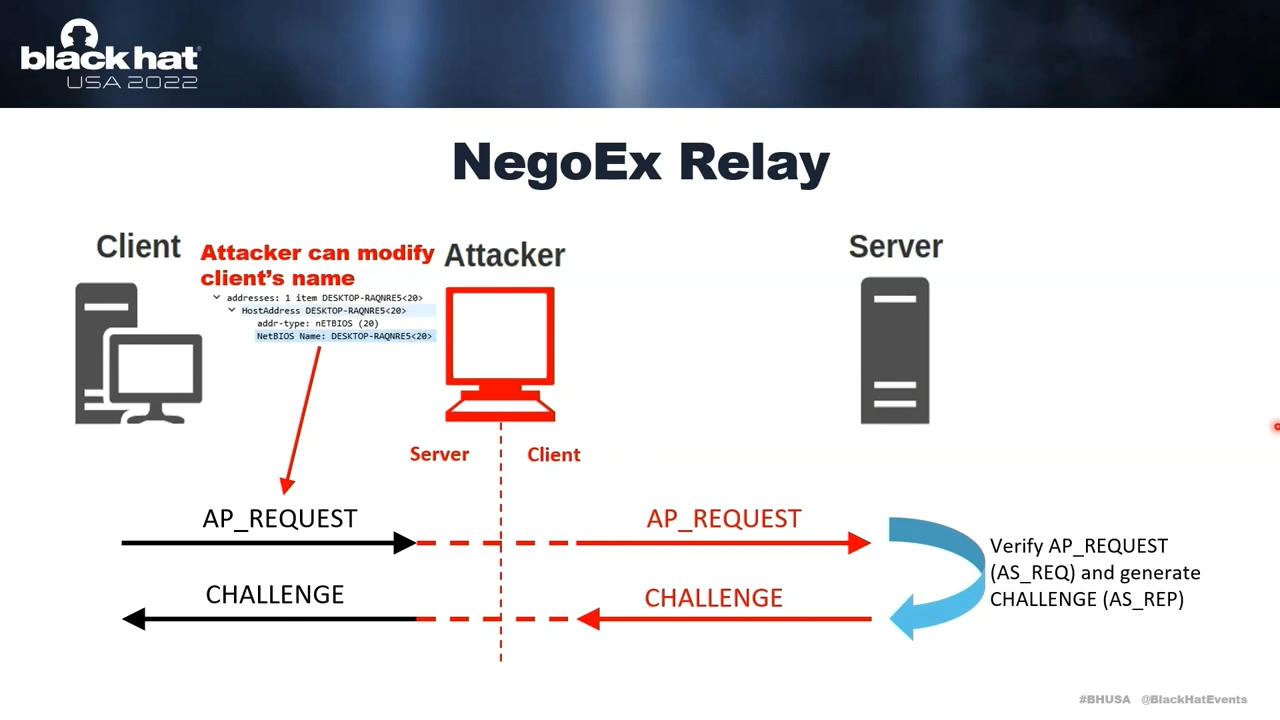 black hat
USA 2022
NegoEx Relay
Client
Attacker can modify
client's name
Attacker
Server
addresses: 1 item DESKTOP-RAQNRE5<20>
HostAddress DESKTOP-RAQNRE5<20>
addr-type: nETBIOS (20)
NetBIOS Name: DESKTOP-RAQNRE5<20>
Server
Client
AP_REQUEST
AP_REQUEST
CHALLENGE
CHALLENGE
Verify AP_REQUEST
(AS_REQ) and generate
CHALLENGE (AS_REP)
#BHUSA @BlackHatEvents